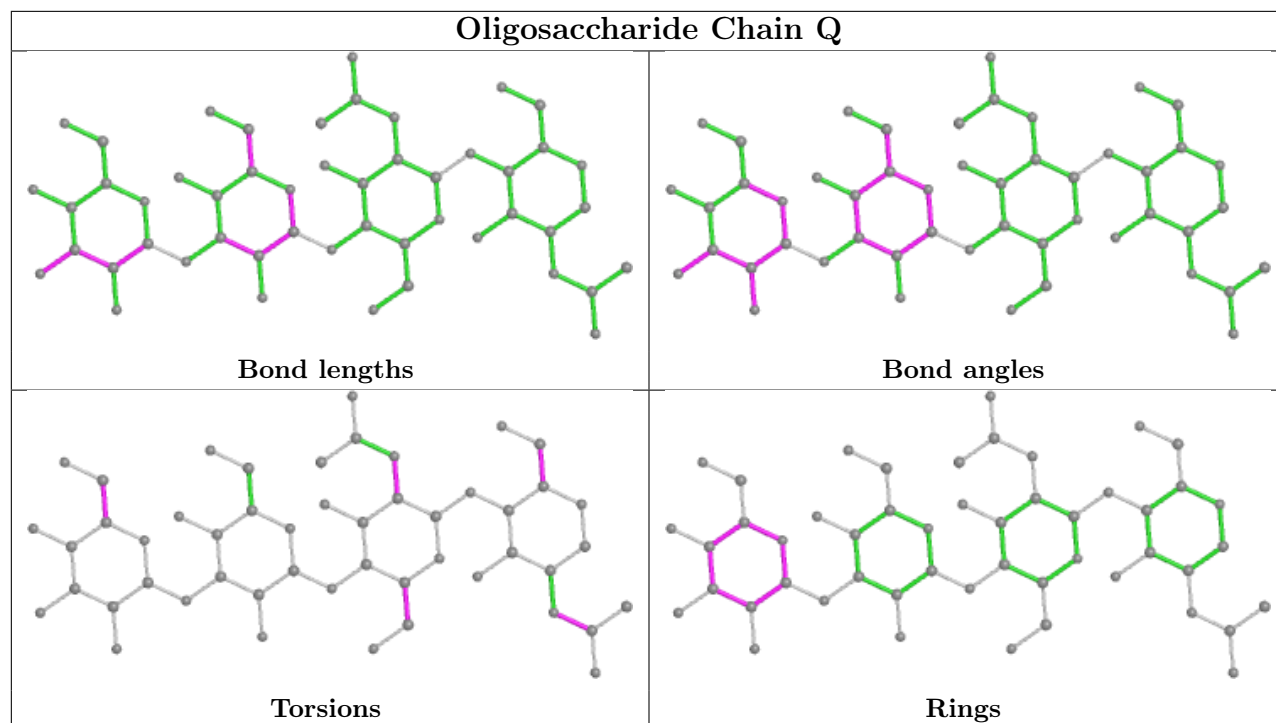 Oligosaccharide Chain Q
Bond lengths
Bond angles
Torsions
Rings